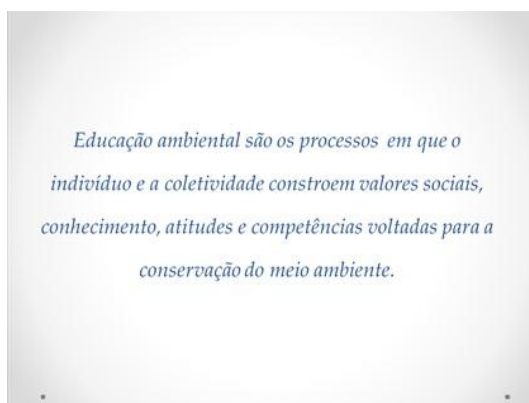 Educação ambiental são os processos em que o
indivíduo e a coletividade constroem valores sociais,
conhecimento, atitudes e competências voltadas para a
conservação do meio ambiente.